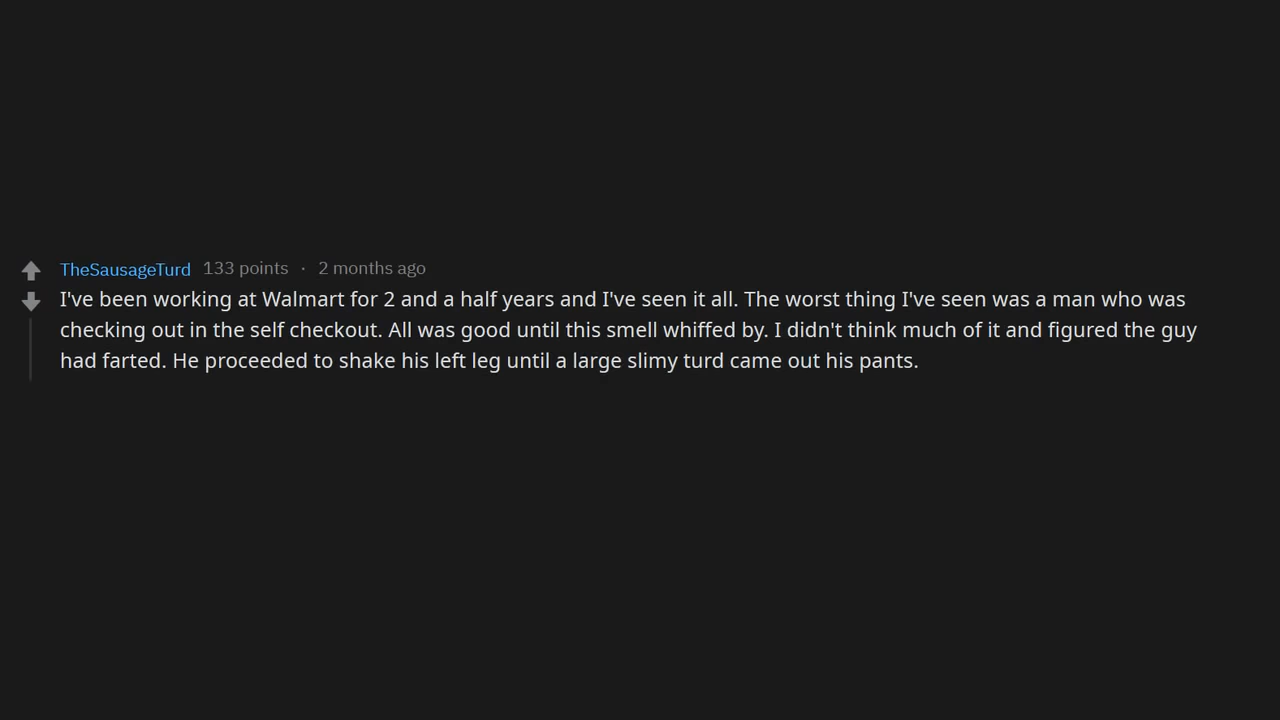 TheSausageTurd 133 points · 2 months ago
I've been working at Walmart for 2 and a half years and I've seen it all. The worst thing I've seen was a man who was
checking out in the self checkout. All was good until this smell whiffed by. I didn't think much of it and figured the guy
had farted. He proceeded to shake his left leg until a large slimy turd came out his pants.